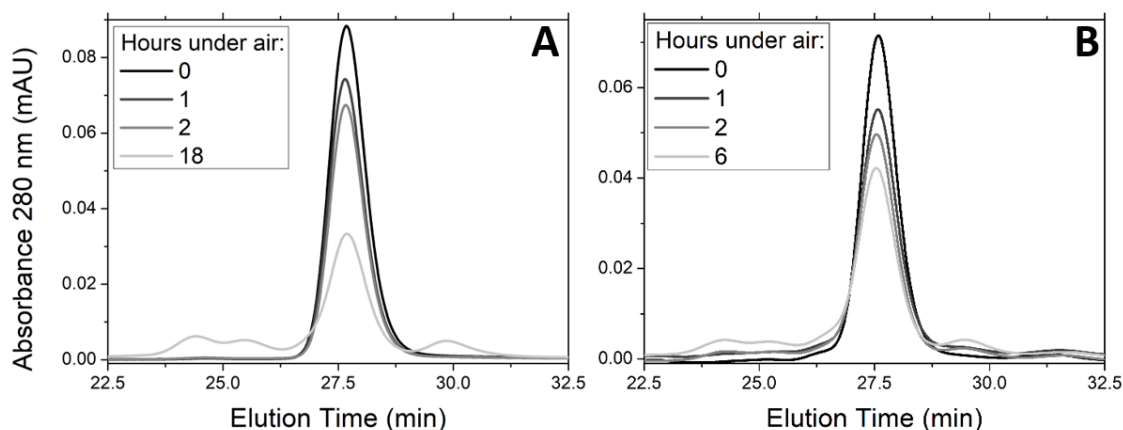 Absorbance 280 nm (mAU)
A
Hours under air:
0
1
2
18
0.08
0.06
0.04
0.02
0.00
22.5 25.0 27.5 30.0 32.5
Elution Time (min)
B
Hours under air:
0
1
2
6
0.06
0.04
0.02
0.00
22.5 25.0 27.5 30.0 32.5
Elution Time (min)